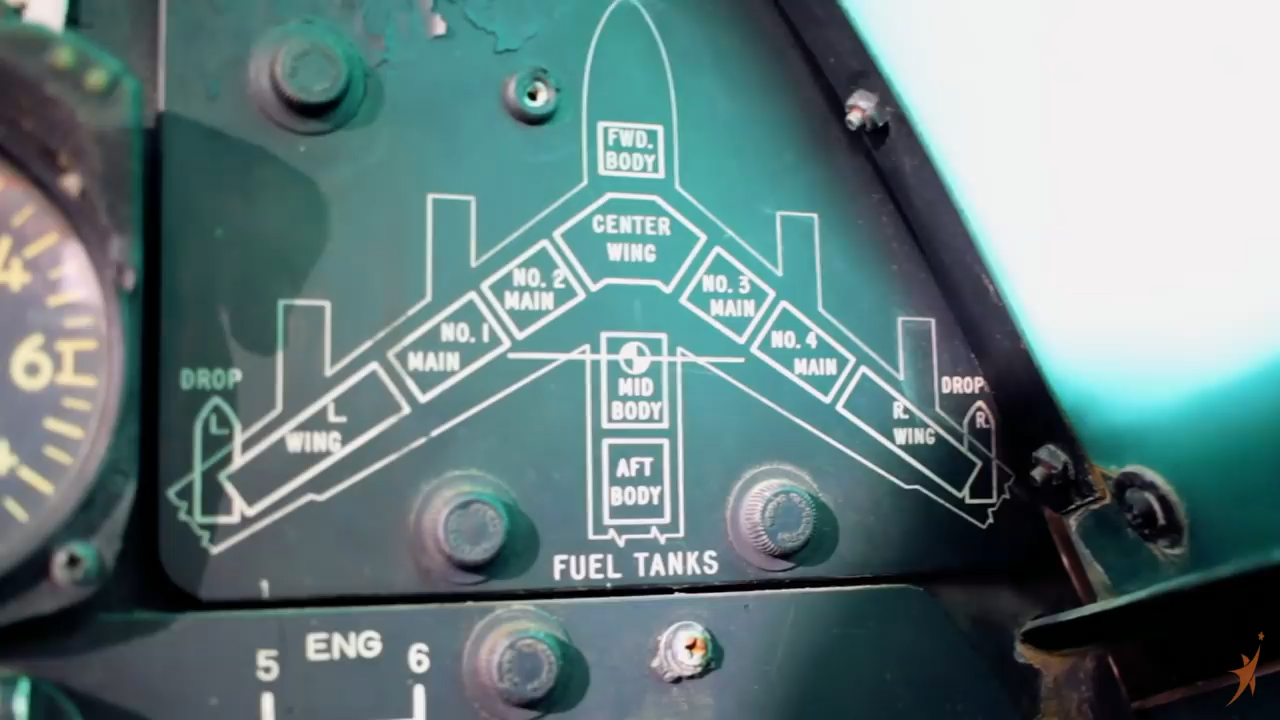 FWD.
BODY
CENTER
WING
NO. 2
MAIN
NO. 3
MAIN
NO. 1
MAIN
NO. 4
MAIN
4
6
DROP
L
L
WING
MID
BODY
R.
WING
DROP
R.
AFT
BODY
FUEL TANKS
5 ENG 6